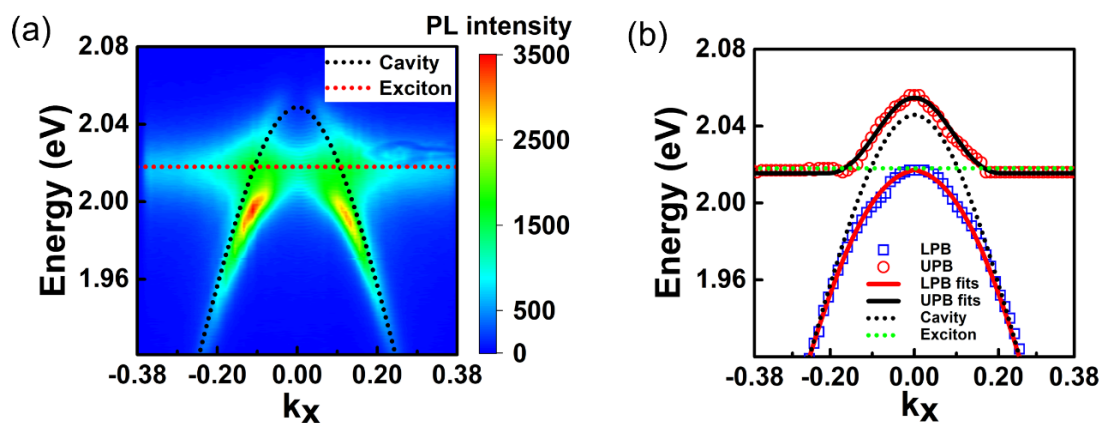 (a)
PL intensity
2.08
2.04
2.00
1.96
Energy (eV)
Cavity
Exciton
3500
2500
1500
500
0
-0.38
-0.20
0.00
0.20
0.38
kx
(b)
2.08
2.04
2.00
1.96
Energy (eV)
LPB
UPB
LPB fits
UPB fits
Cavity
Exciton
-0.38
-0.20
0.00
0.20
0.38
kx